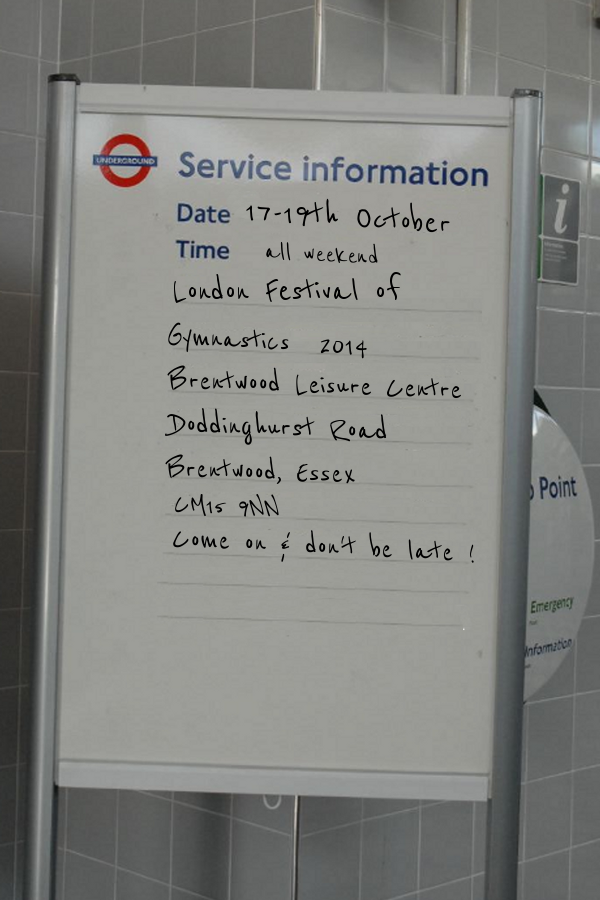 UNDERGROUND
Service information
Date 17-19th October
Time all weekend
London Festival of
Gymnastics 2014
Brentwood Leisure Centre
Doddinghurst Road
Brentwood, Essex
CM15 9NN
Come on & don't be late !
i
Point
Emergency
Information